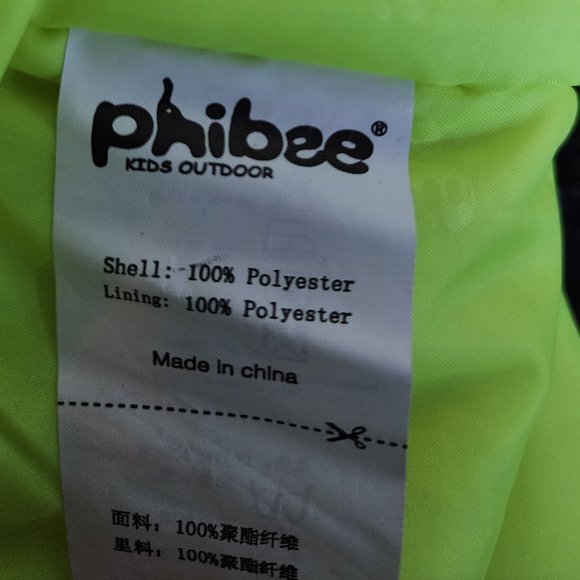 phibee®
KIDS OUTDOOR
Shell: 100% Polyester
Lining: 100% Polyester
Made in china
面料: 100%聚酯纤维
里料: 100%聚酯纤维